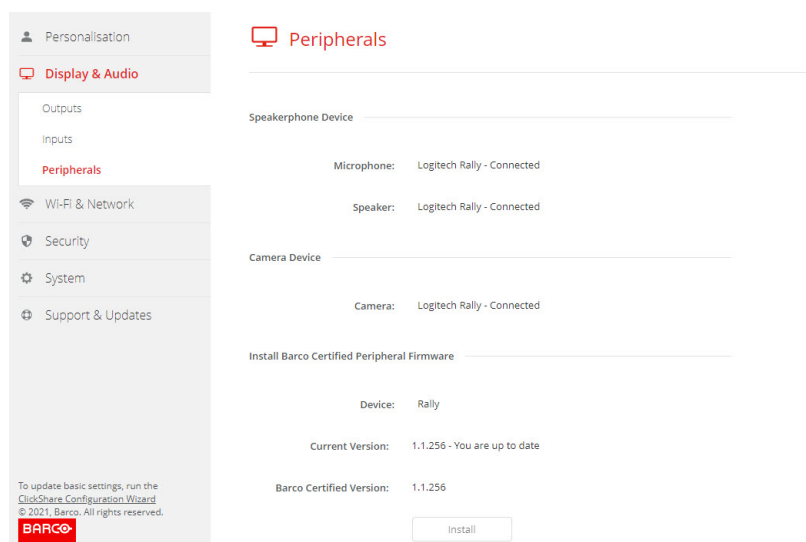 Personalisation
Display & Audio
Outputs
Inputs
Peripherals
Wi-Fi & Network
Security
System
Support & Updates
To update basic settings, run the
ClickShare Configuration Wizard
© 2021, Barco. All rights reserved.
BARCO
Peripherals
Speakerphone Device
Microphone: Logitech Rally - Connected
Speaker: Logitech Rally - Connected
Camera Device
Camera: Logitech Rally - Connected
Install Barco Certified Peripheral Firmware
Device: Rally
Current Version: 1.1.256 - You are up to date
Barco Certified Version: 1.1.256
Install